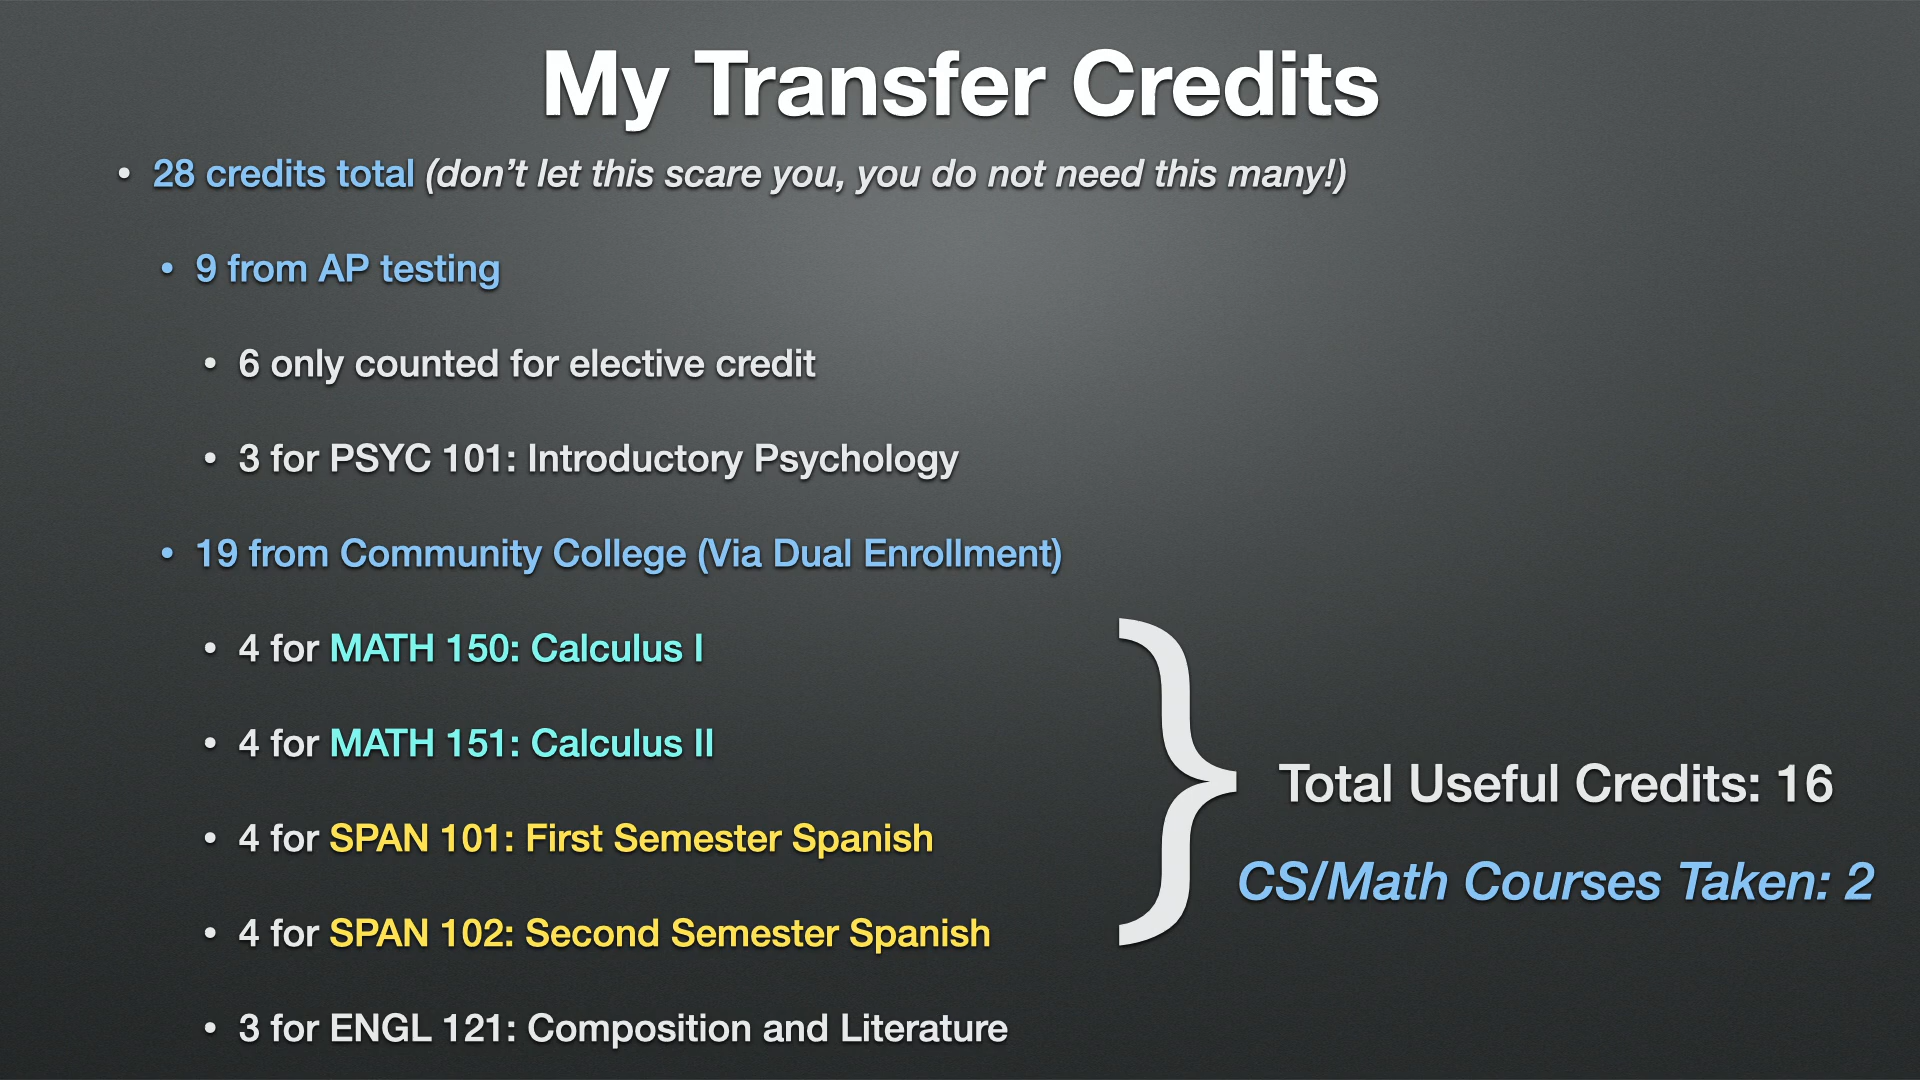 My Transfer Credits
• 28 credits total (don’t let this scare you, you do not need this many!)
• 9 from AP testing
• 6 only counted for elective credit
• 3 for PSYC 101: Introductory Psychology
• 19 from Community College (Via Dual Enrollment)
• 4 for MATH 150: Calculus I
• 4 for MATH 151: Calculus II
• 4 for SPAN 101: First Semester Spanish
• 4 for SPAN 102: Second Semester Spanish
• 3 for ENGL 121: Composition and Literature
} Total Useful Credits: 16
CS/Math Courses Taken: 2